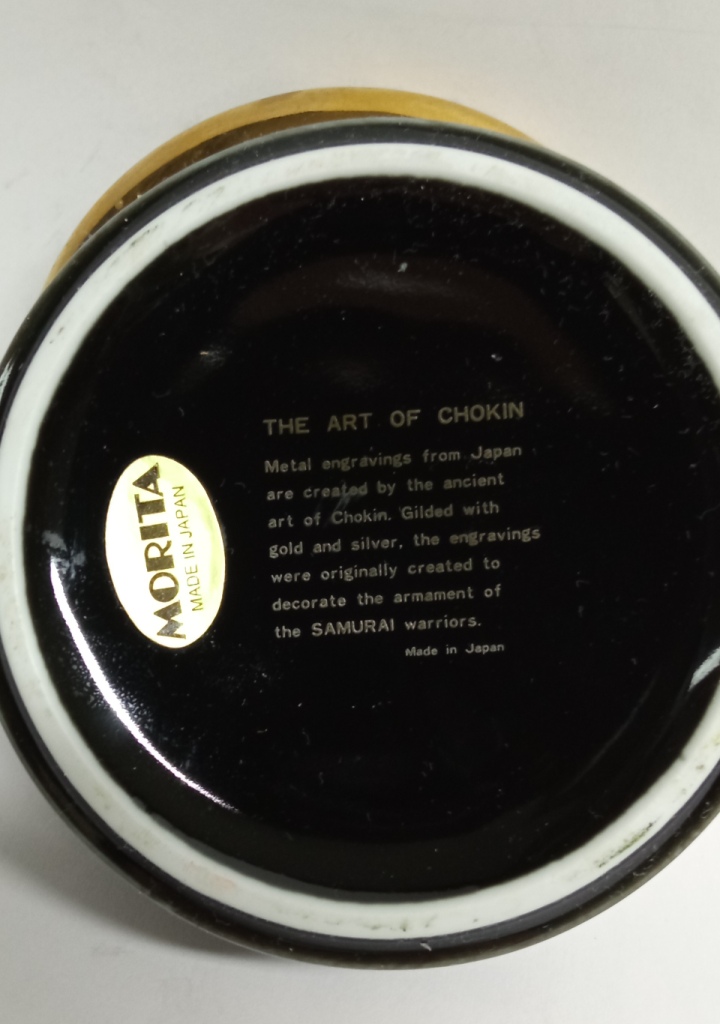 THE ART OF CHOKIN
Metal engravings from Japan
are created by the ancient
art of Chokin. Gilded with
gold and silver, the engravings
were originally created to
decorate the armament of
the SAMURAI warriors.
Made in Japan
MORITA
MADE IN JAPAN